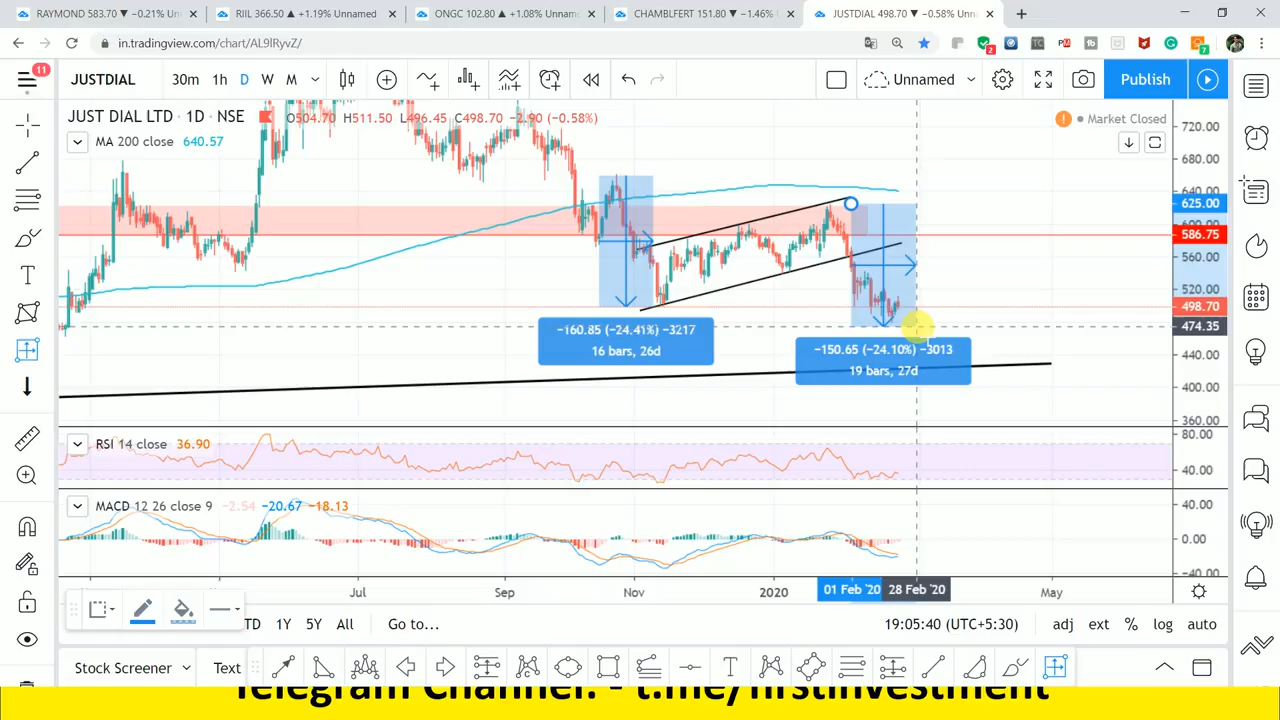 RAYMOND 583.70 ▼ −0.21% Unnam
RIIL 366.50 ▲ +1.19% Unnamed
ONGC 102.80 ▲ +1.08% Unname
CHAMBLFERT 151.80 ▼ −1.46%
JUSTDIAL 498.70 ▼ −0.58% Unn
in.tradingview.com/chart/AL9lRyvZ/
11
JUSTDIAL 30m 1h D W M Unnamed Publish
JUST DIAL LTD · 1D · NSE O504.70 H511.50 L496.45 C498.70 −2.90 (−0.58%)
Market Closed
MA 200 close 640.57
720.00
680.00
640.00
625.00
600.00
586.75
560.00
520.00
498.70
474.35
440.00
400.00
360.00
−160.85 (−24.41%) −3217
16 bars, 26d
−150.65 (−24.10%) −3013
19 bars, 27d
RSI 14 close 36.90
80.00
40.00
MACD 12 26 close 9 −2.54 −20.67 −18.13
40.00
0.00
−40.00
Jul Sep Nov 2020 01 Feb '20 28 Feb '20 May
TD 1Y 5Y All Go to... 19:05:40 (UTC+5:30) adj ext % log auto
Stock Screener Text
Telegram Channel: - t.me/firstinvestment